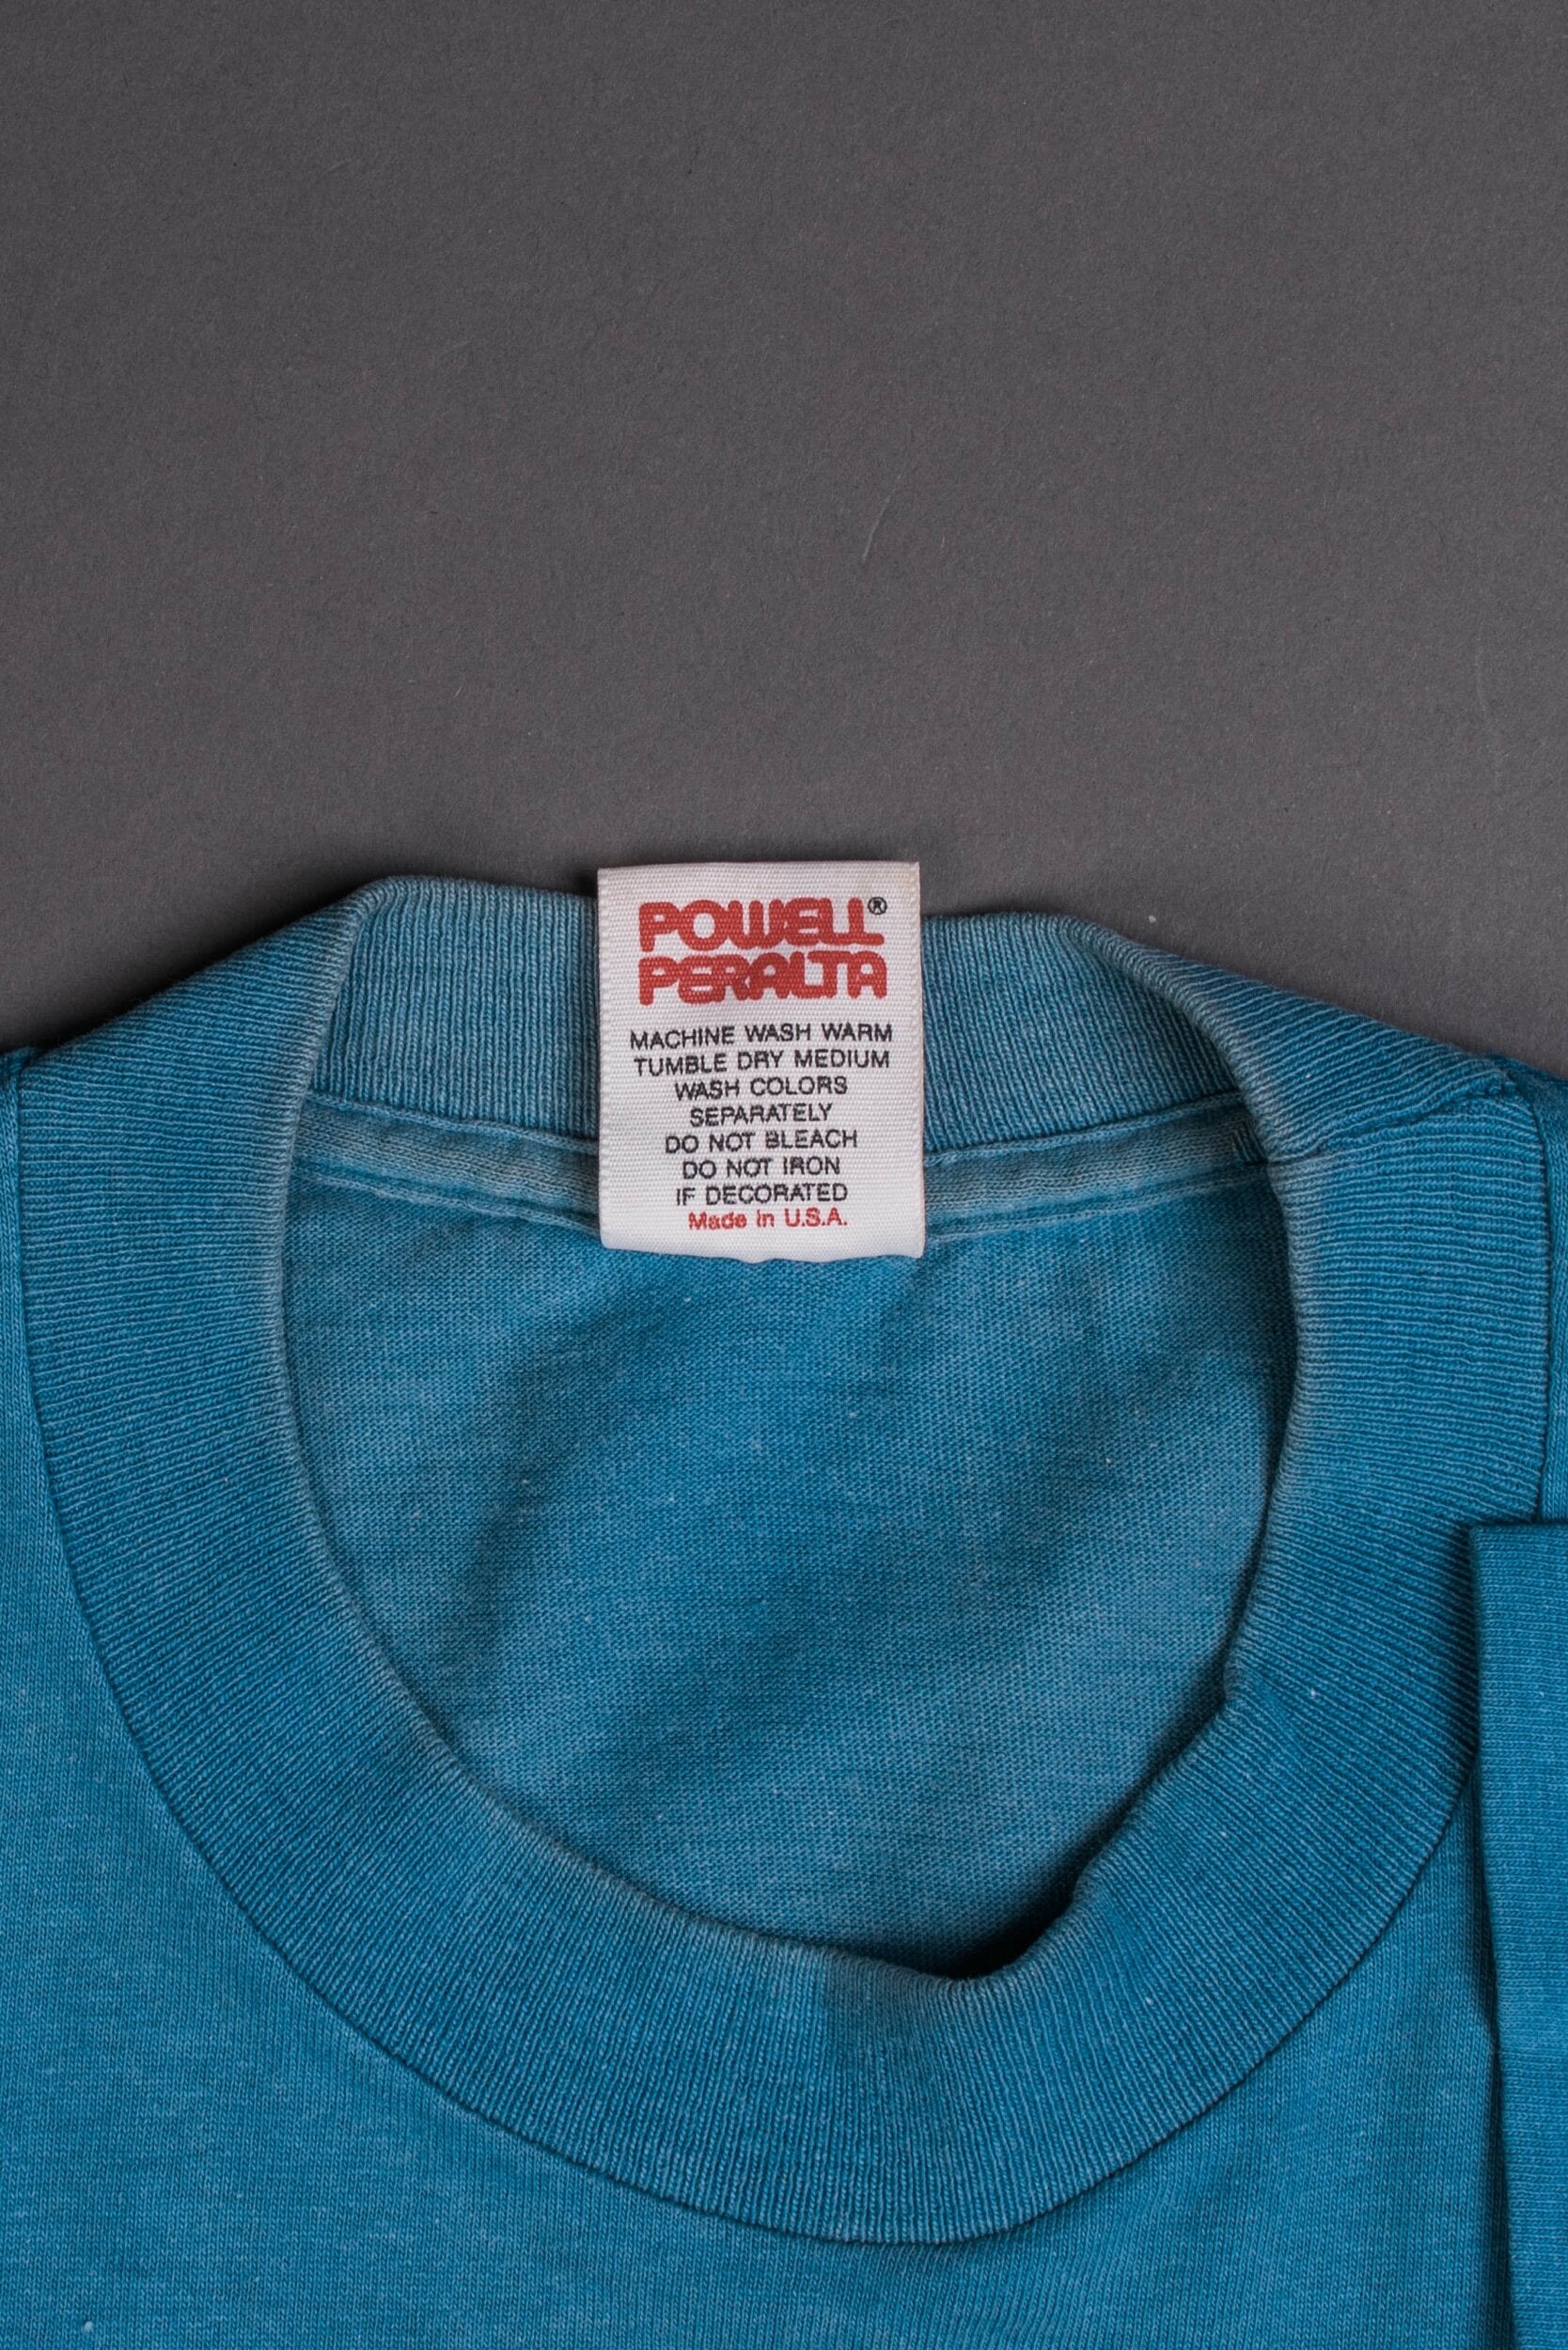 POWELL®
PERALTA
MACHINE WASH WARM
TUMBLE DRY MEDIUM
WASH COLORS
SEPARATELY
DO NOT BLEACH
DO NOT IRON
IF DECORATED
Made in U.S.A.